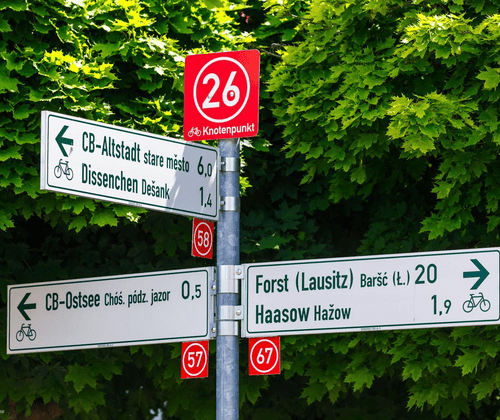 26
Knotenpunkt
CB-Altstadt stare město 6,0
Dissenchen Dešank 1,4
58
CB-Ostsee Chóś. pódz. jazor 0,5
57
Forst (Lausitz) Baršć (Ł.) 20
Haasow Hažow 1,9
67